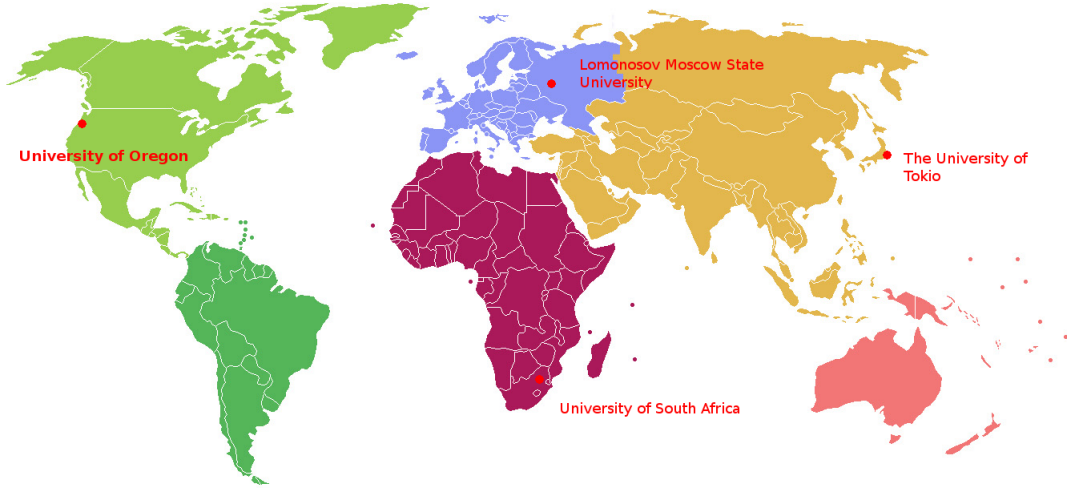 Lomonosov Moscow State
University
University of Oregon
The University of
Tokio
University of South Africa